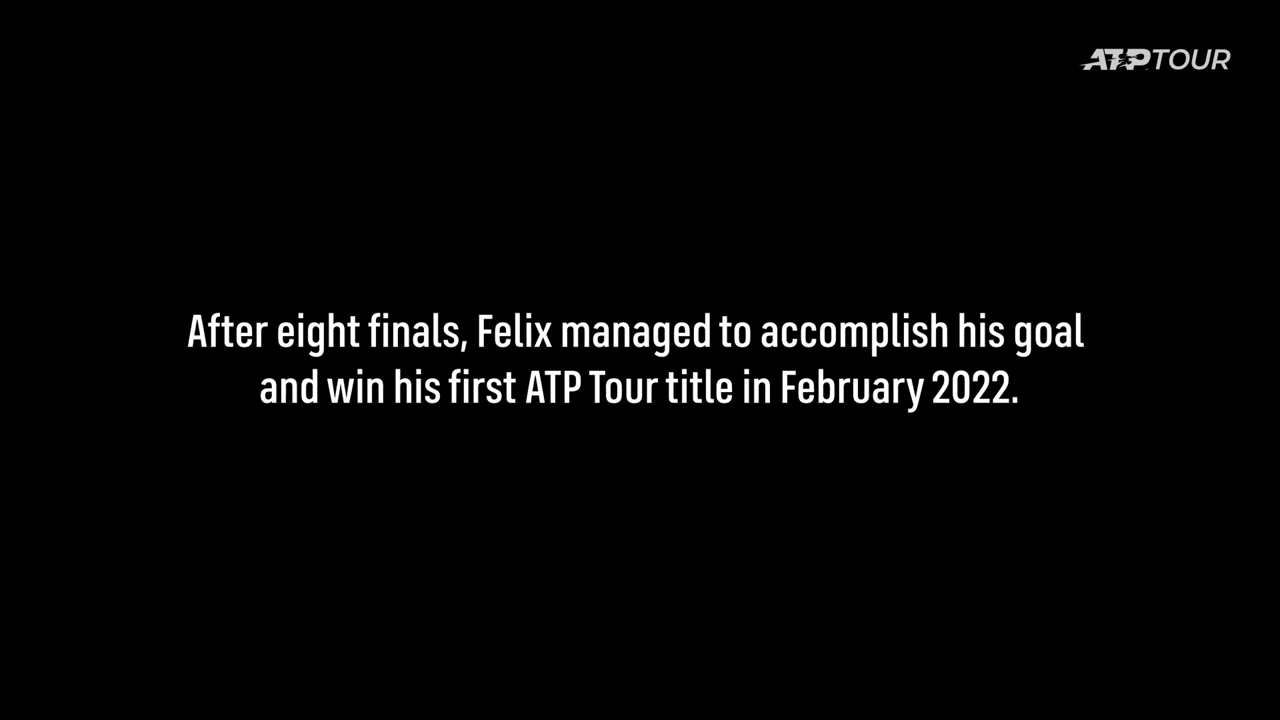 ATPTOUR
After eight finals, Felix managed to accomplish his goal
and win his first ATP Tour title in February 2022.